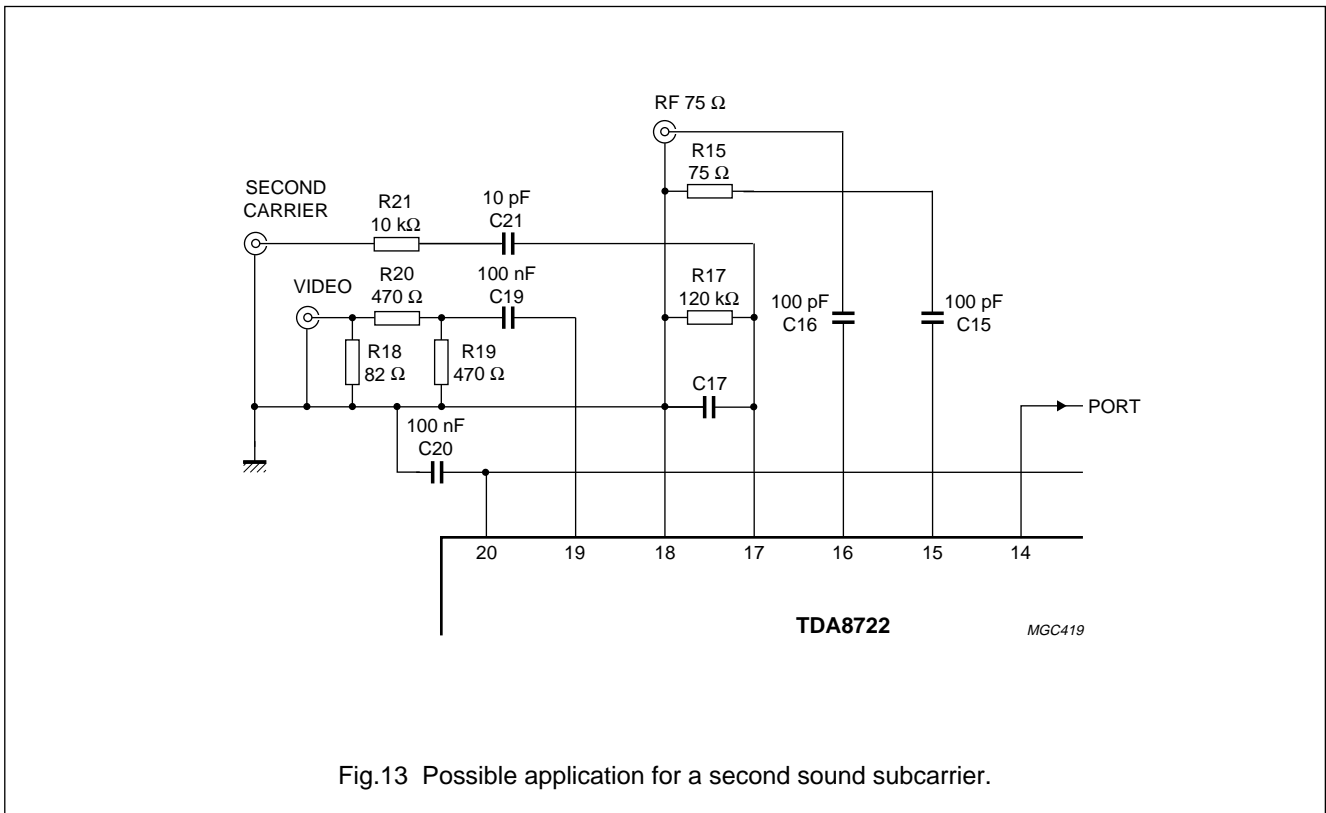 RF 75 Ω
R15
75 Ω
SECOND
CARRIER
R21
10 kΩ
10 pF
C21
VIDEO
R20
470 Ω
100 nF
C19
R17
120 kΩ
100 pF
C16
100 pF
C15
R18
82 Ω
R19
470 Ω
C17
PORT
100 nF
C20
20 19 18 17 16 15 14
TDA8722
MGC419
Fig.13 Possible application for a second sound subcarrier.